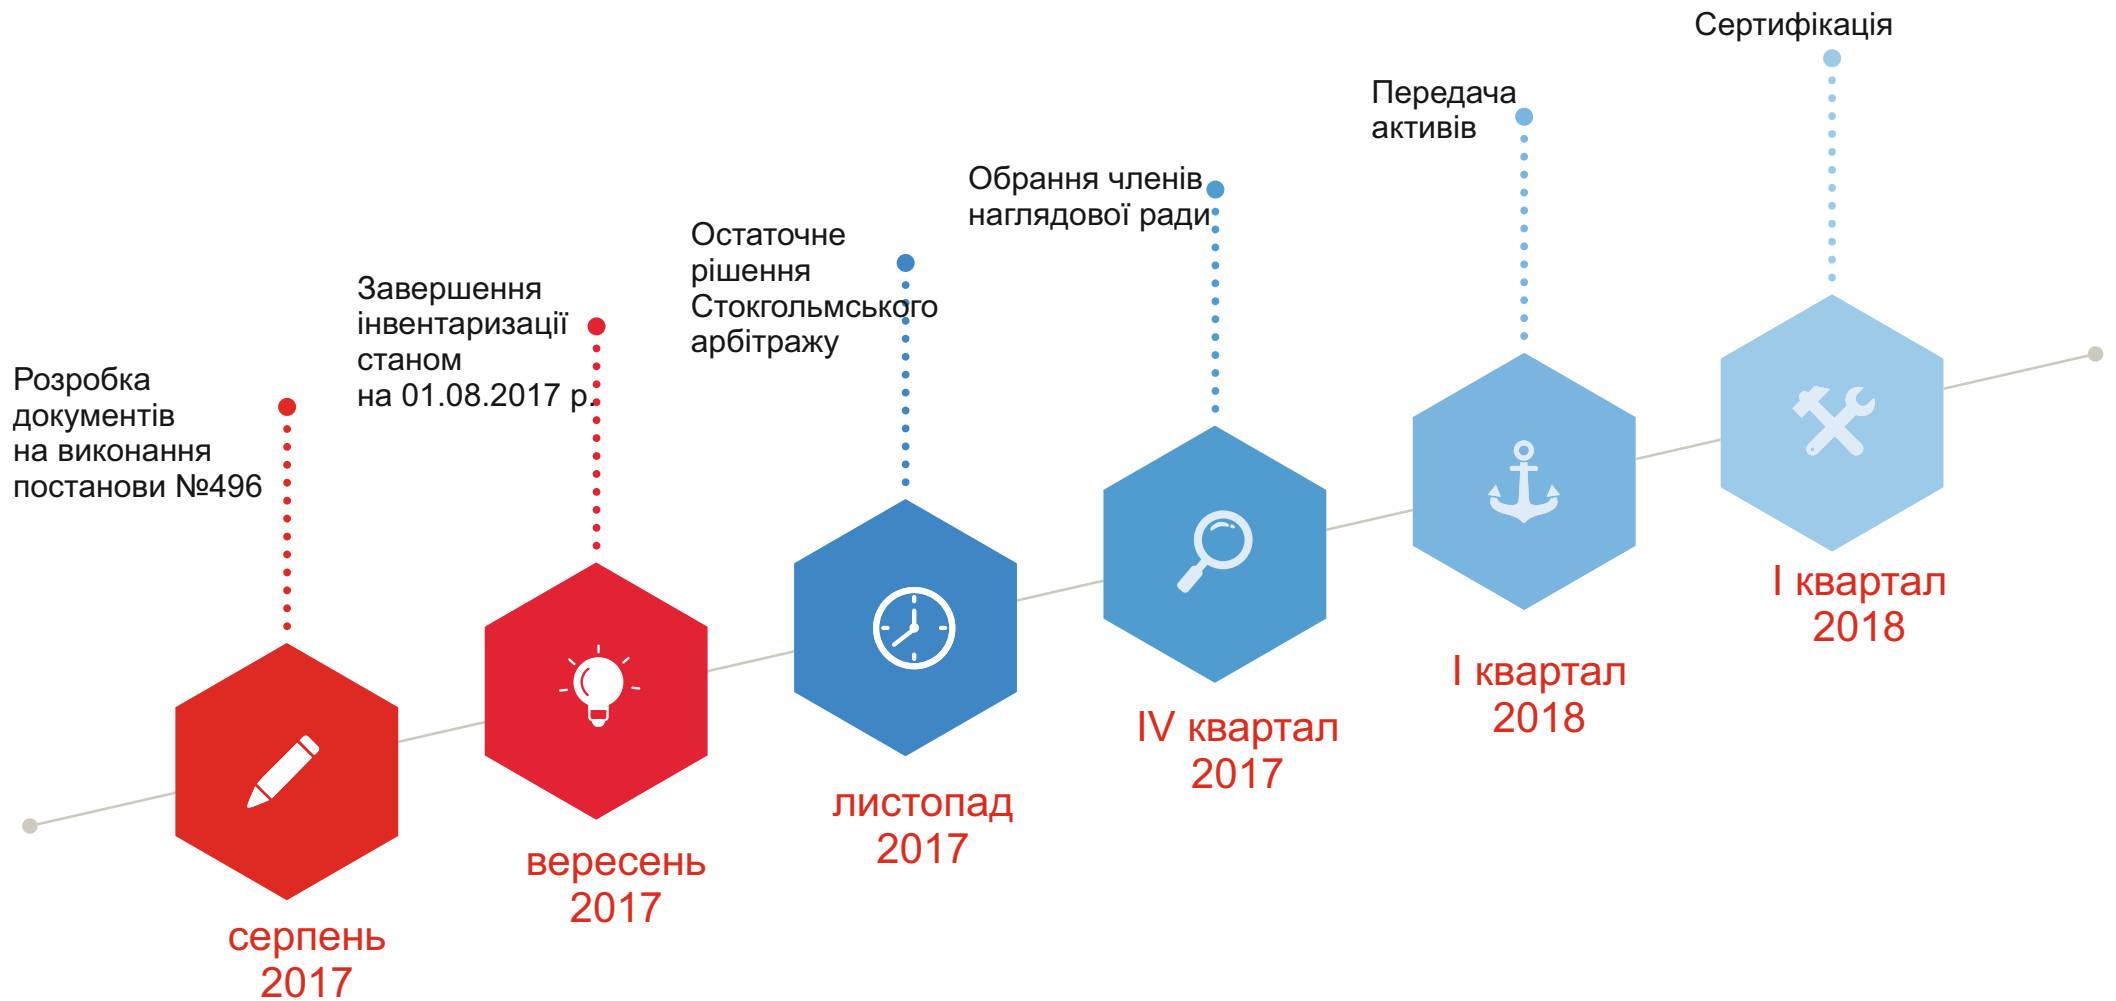 Розробка
документів
на виконання
постанови №496
серпень
2017
Завершення
інвентаризації
станом
на 01.08.2017 р.
вересень
2017
Остаточне
рішення
Стокгольмського
арбітражу
листопад
2017
Обрання членів
наглядової ради
IV квартал
2017
Передача
активів
I квартал
2018
Сертифікація
I квартал
2018